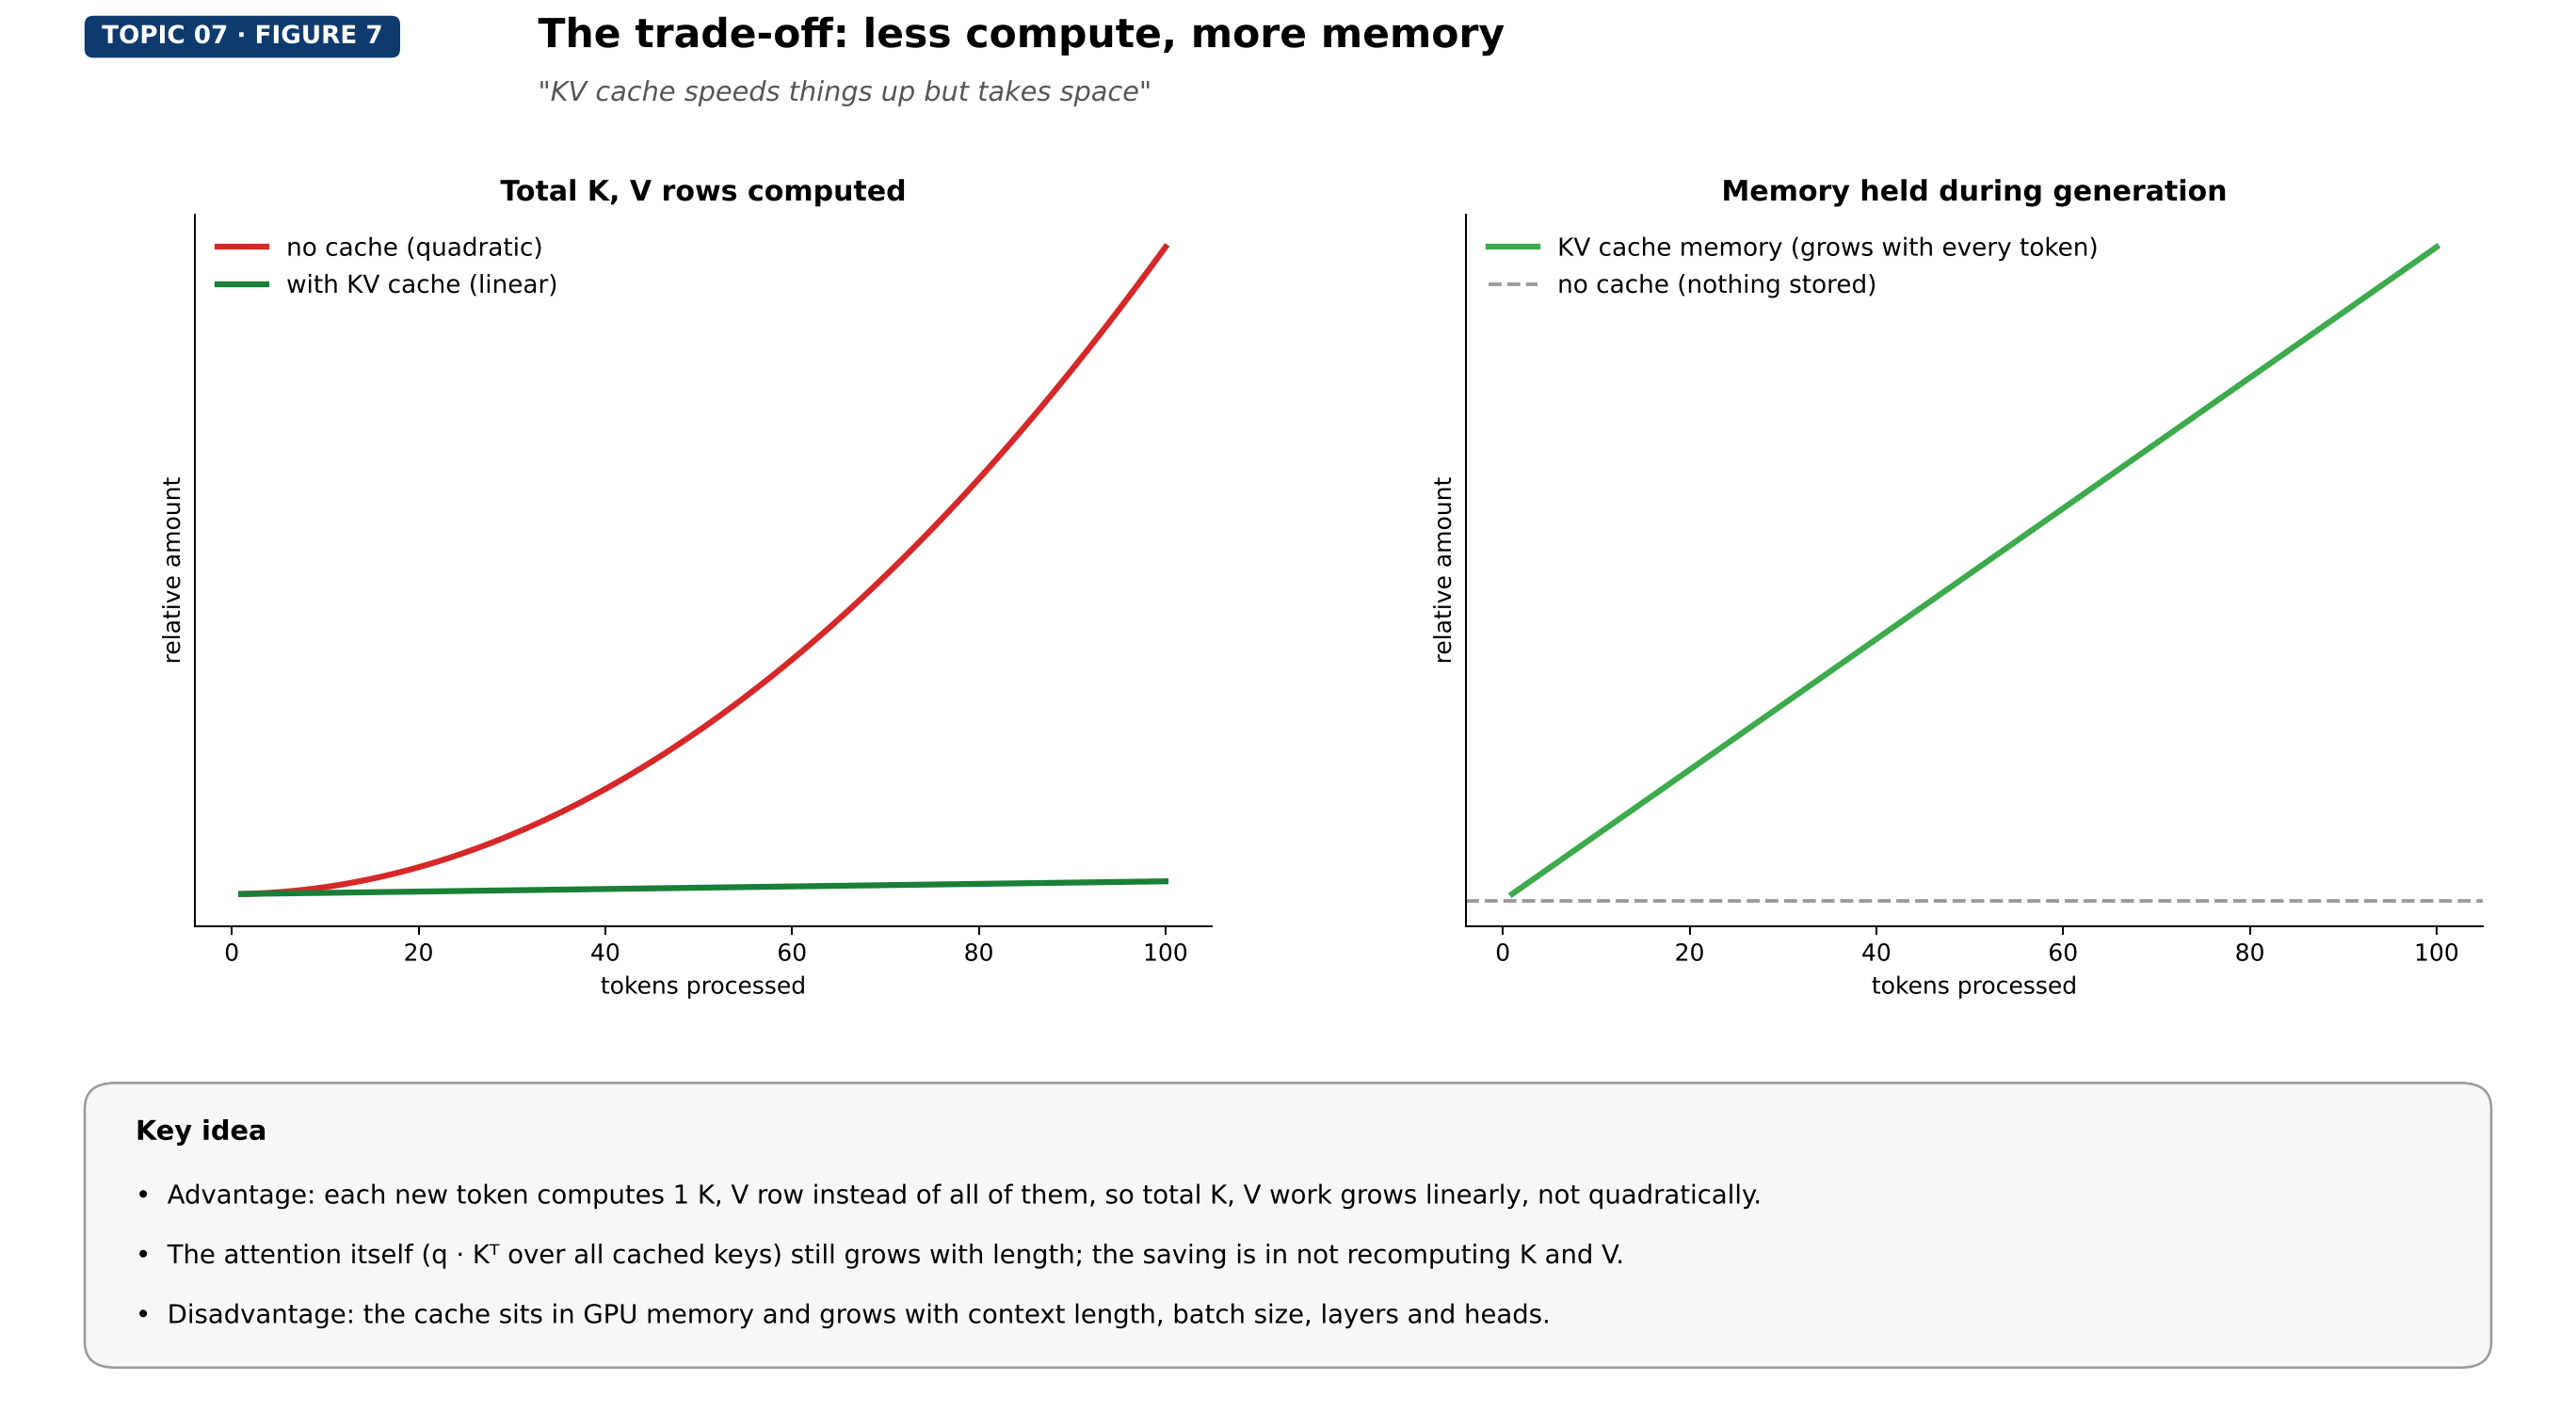 TOPIC 07 · FIGURE 7
The trade-off: less compute, more memory
"KV cache speeds things up but takes space"
Total K, V rows computed
no cache (quadratic)
with KV cache (linear)
relative amount
0 20 40 60 80 100
tokens processed
Memory held during generation
KV cache memory (grows with every token)
no cache (nothing stored)
relative amount
0 20 40 60 80 100
tokens processed
Key idea
• Advantage: each new token computes 1 K, V row instead of all of them, so total K, V work grows linearly, not quadratically.
• The attention itself (q · Kᵀ over all cached keys) still grows with length; the saving is in not recomputing K and V.
• Disadvantage: the cache sits in GPU memory and grows with context length, batch size, layers and heads.